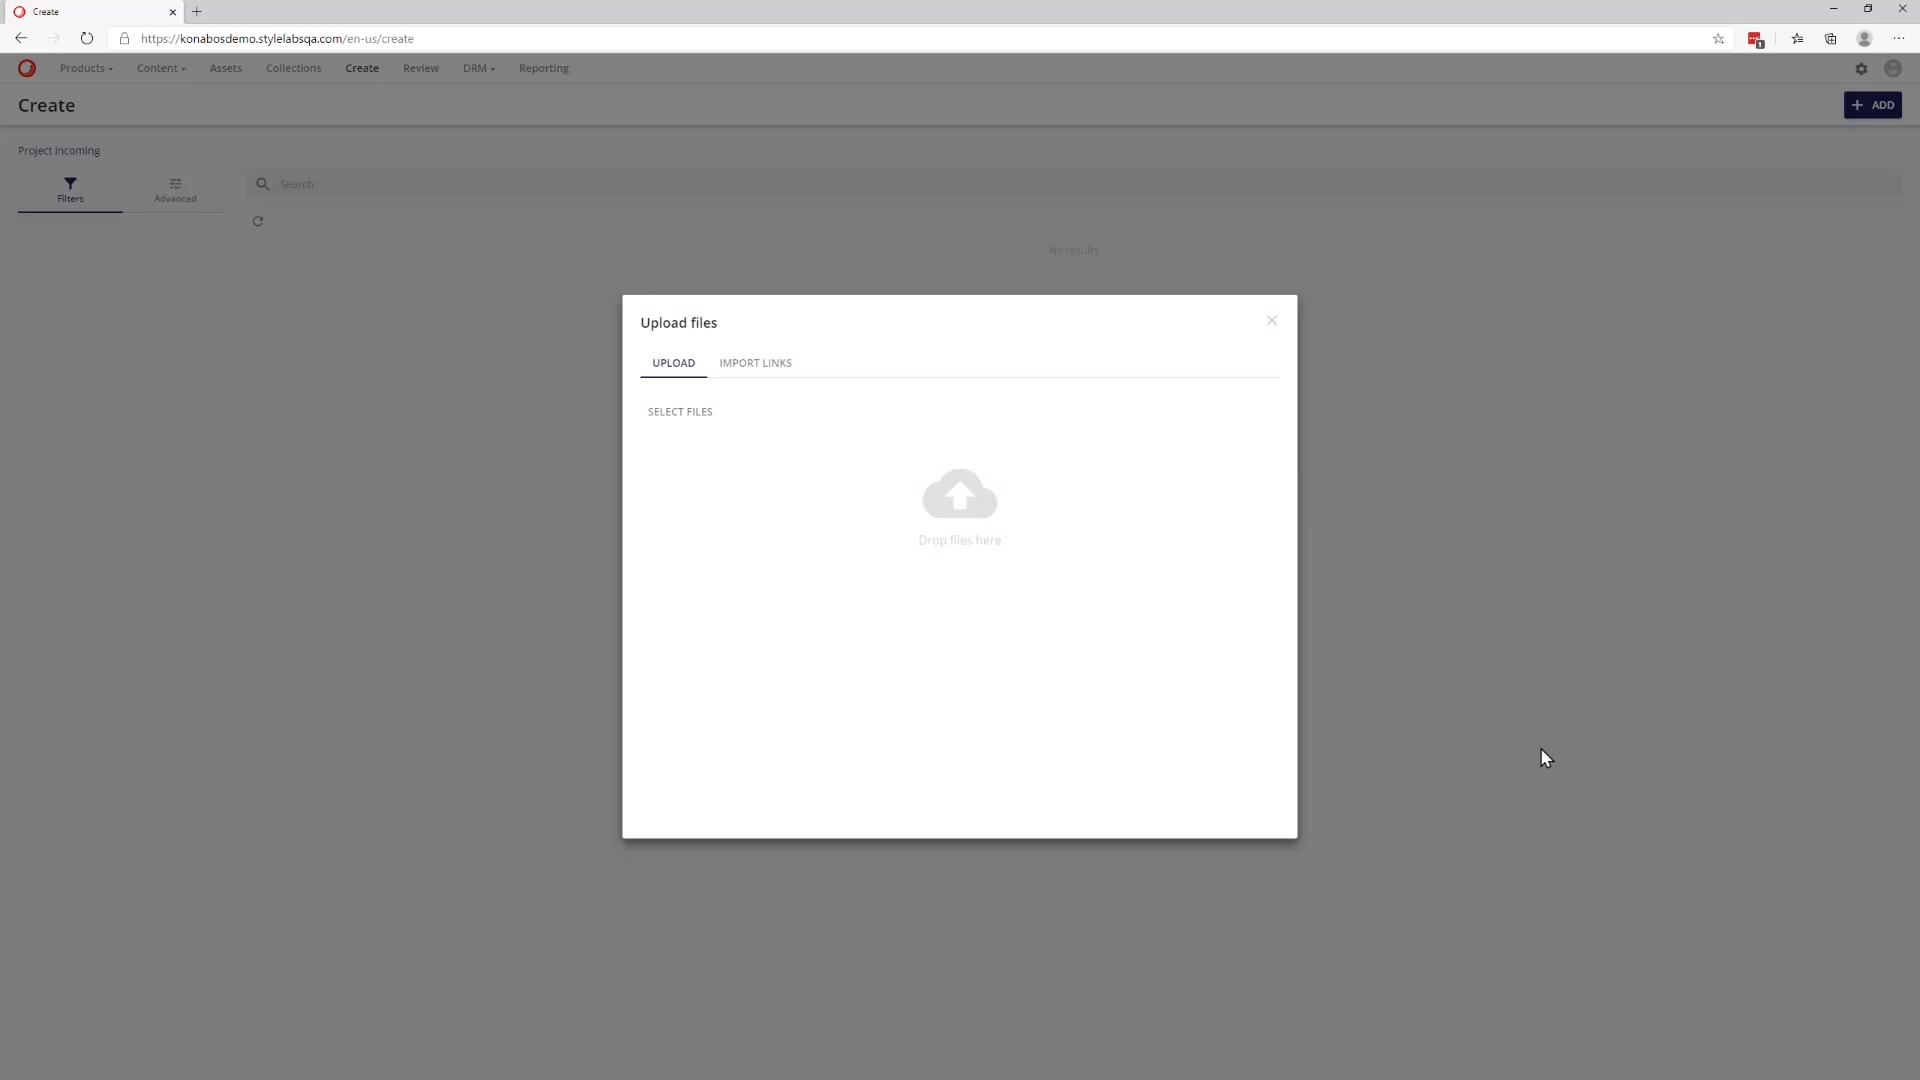 Create
https://konabosdemo.stylelabsqa.com/en-us/create
1
Products Content Assets Collections Create Review DRM Reporting
Create
ADD
Project incoming
Filters
Advanced
Search
No results
Upload files
UPLOAD IMPORT LINKS
SELECT FILES
Drop files here